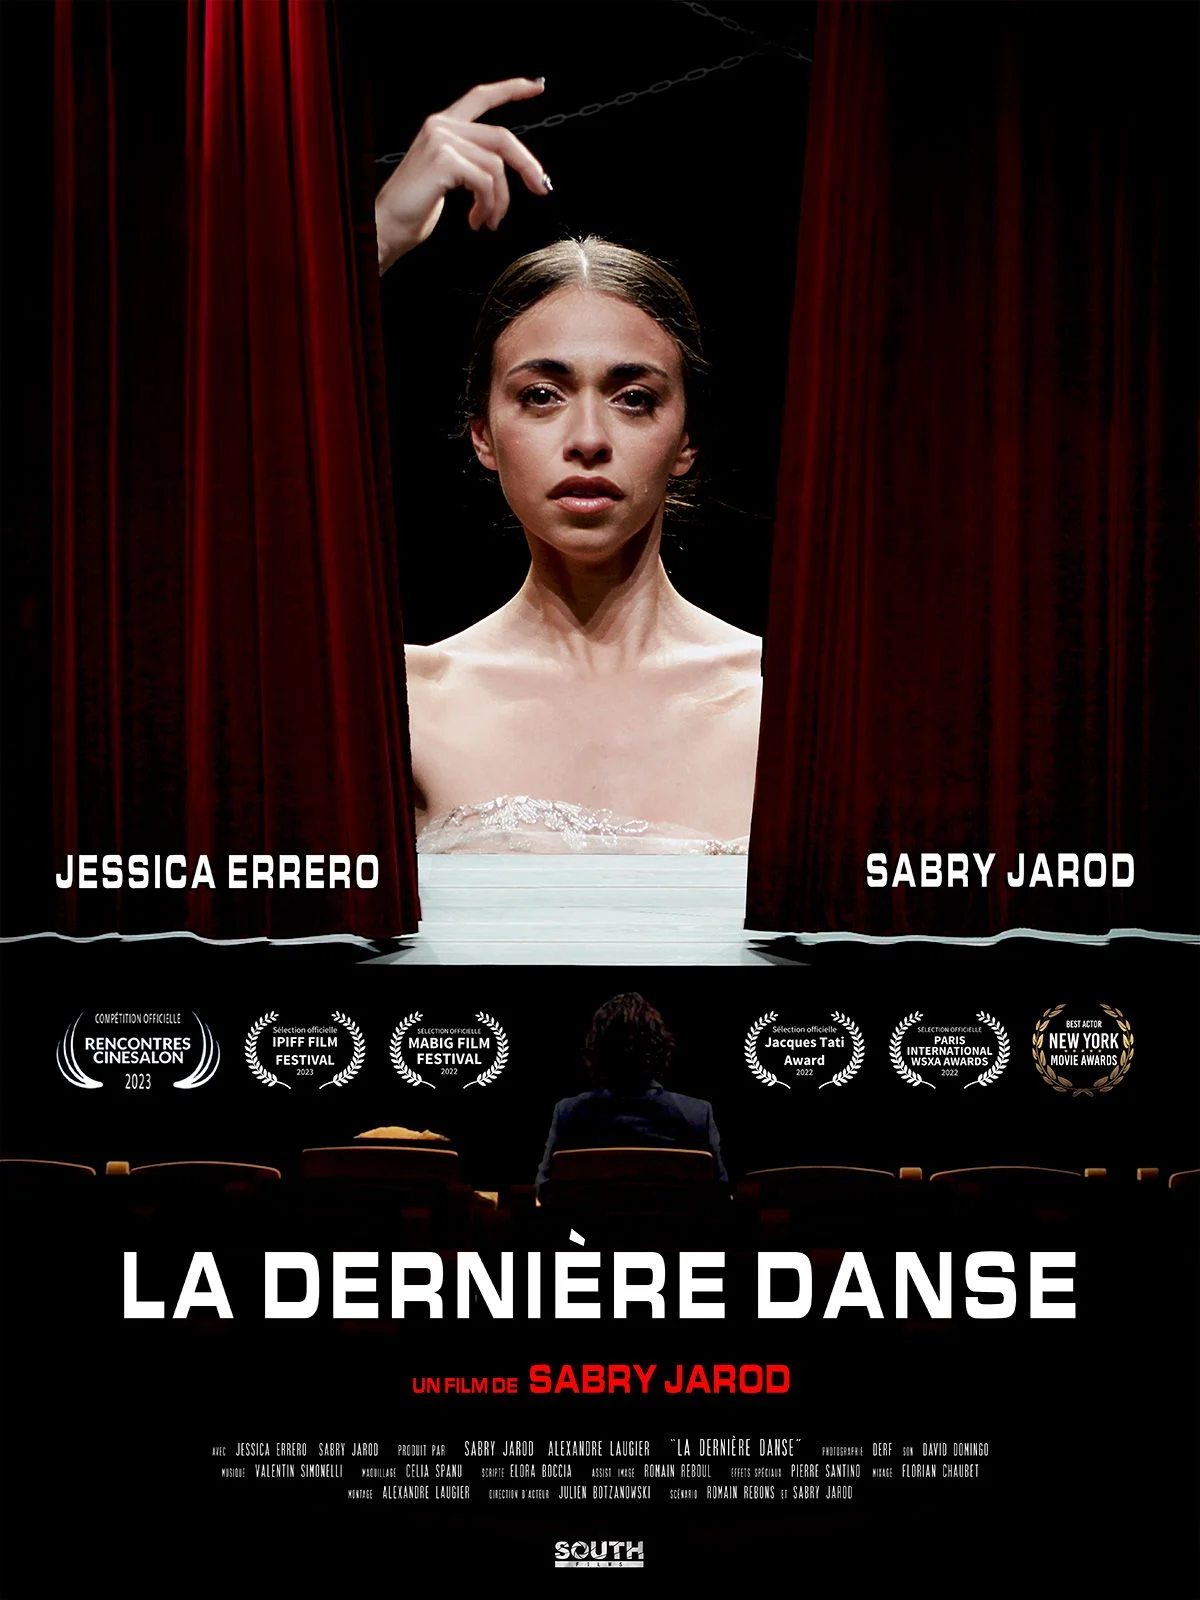 JESSICA ERRERO
SABRY JAROD
COMPÉTITION OFFICIELLE
RENCONTRES
CINESALON
2023
Sélection officielle
IPIFF FILM
FESTIVAL
2023
SÉLECTION OFFICIELLE
MABIG FILM
FESTIVAL
2022
Sélection officielle
Jacques Tati
Award
2022
SÉLECTION OFFICIELLE
PARIS
INTERNATIONAL
WSXA AWARDS
2022
BEST ACTOR
NEW YORK
MOVIE AWARDS
LA DERNIÈRE DANSE
UN FILM DE SABRY JAROD
AVEC JESSICA ERRERO SABRY JAROD PRODUIT PAR SABRY JAROD ALEXANDRE LAUGIER "LA DERNIÈRE DANSE" PHOTOGRAPHIE DERF SON DAVID DOMINGO
MUSIQUE VALENTIN SIMONELLI MAQUILLAGE CELIA SPANU SCRIPTE ELORA BOCCIA ASSIST IMAGE ROMAIN REBOUL EFFETS SPÉCIAUX PIERRE SANTINO MIXAGE FLORIAN CHAUBET
MONTAGE ALEXANDRE LAUGIER DIRECTION D'ACTEUR JULIEN BOTZANOWSKI SCÉNARIO ROMAIN REBONS ET SABRY JAROD
SOUTH
FILMS